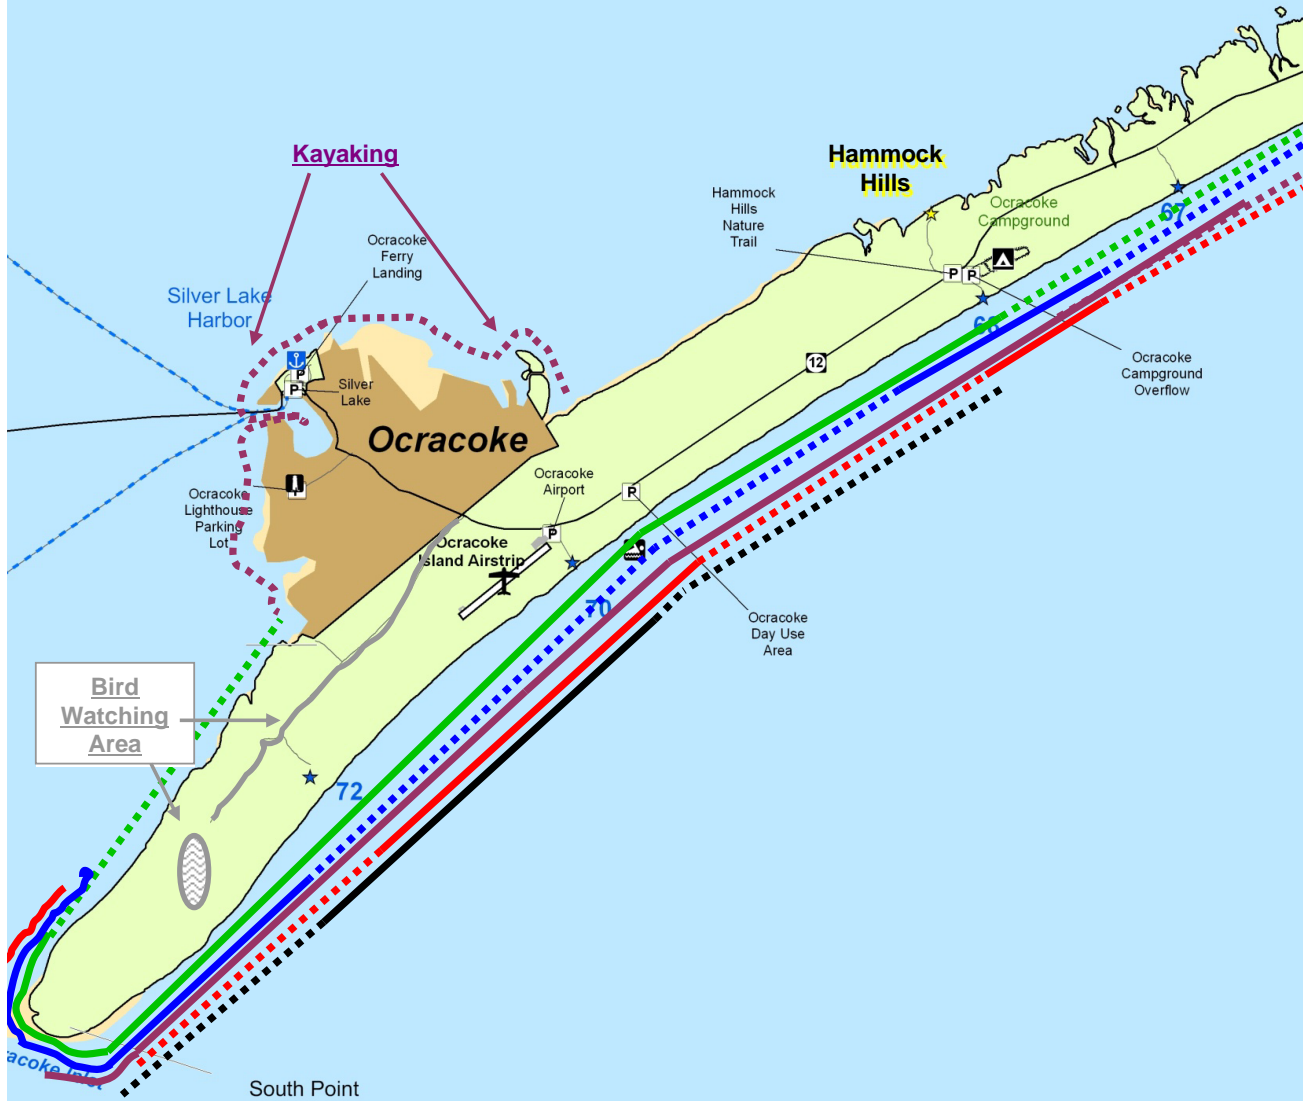 Kayaking
Hammock
Hills
Hammock
Hills
Nature
Trail
Ocracoke
Campground
67
Ocracoke
Ferry
Landing
Silver Lake
Harbor
P
P
68
12
Ocracoke
Campground
Overflow
P
P
Silver
Lake
Ocracoke
Ocracoke
Airport
P
Ocracoke
Lighthouse
Parking
Lot
P
Ocracoke
Island Airstrip
70
Ocracoke
Day Use
Area
Bird
Watching
Area
72
South Point